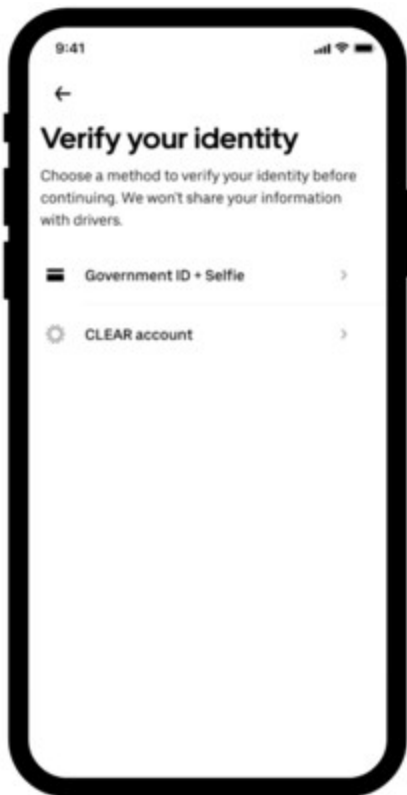 9:41
Verify your identity
Choose a method to verify your identity before
continuing. We won't share your information
with drivers.
Government ID + Selfie
CLEAR account